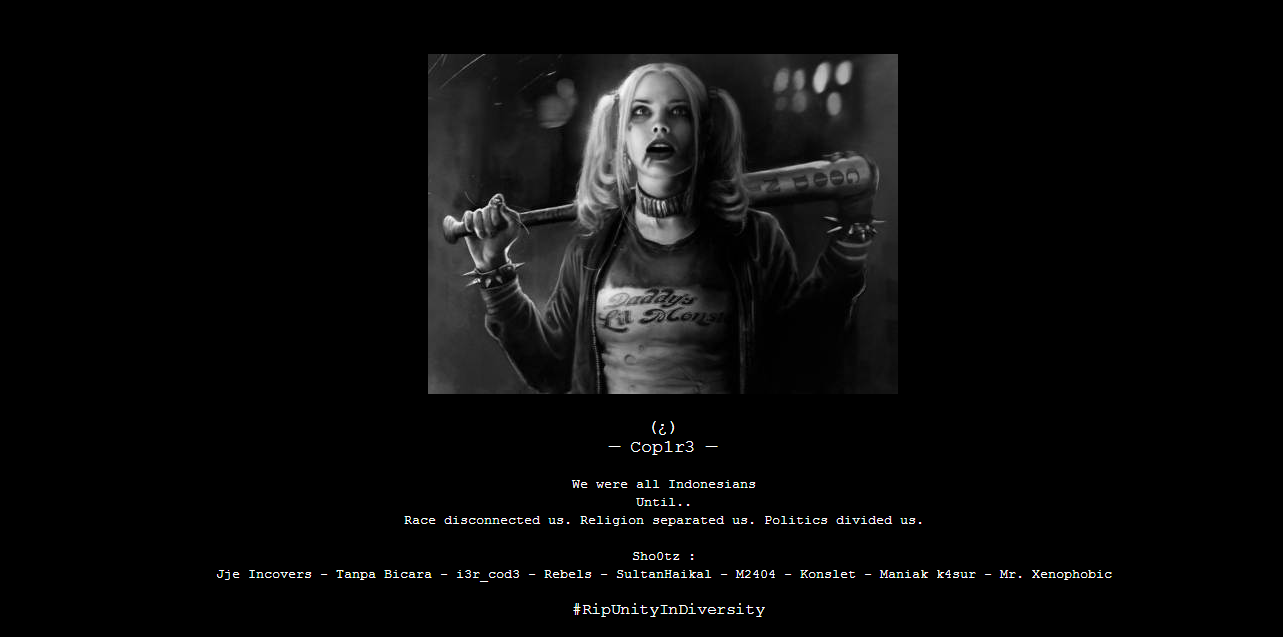 GOOD N
Daddy's
Lil Monste
(¿)
— Cop1r3 —
We were all Indonesians
Until..
Race disconnected us. Religion separated us. Politics divided us.
Sho0tz :
Jje Incovers - Tanpa Bicara - i3r_cod3 - Rebels - SultanHaikal - M2404 - Konslet - Maniak k4sur - Mr. Xenophobic
#RipUnityInDiversity